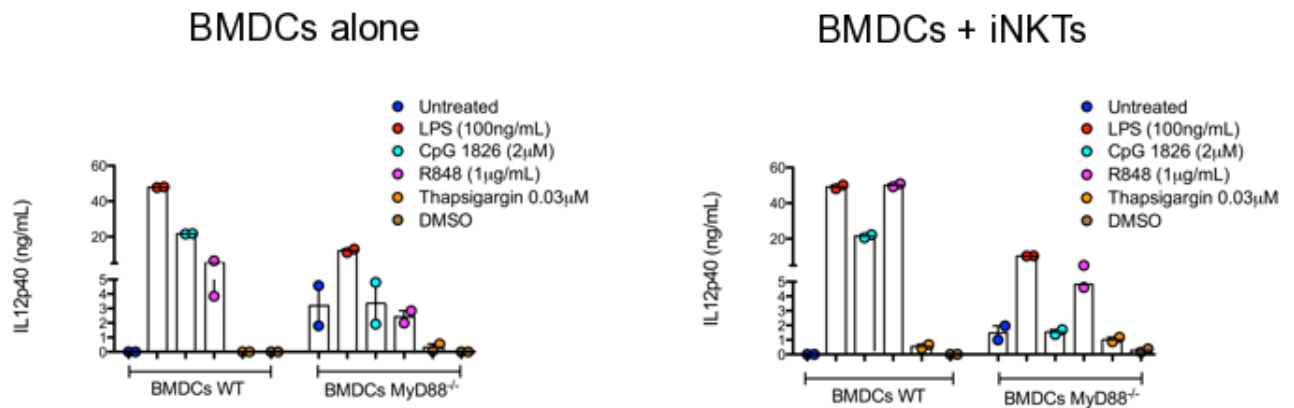 BMDCs alone
Untreated
LPS (100ng/mL)
CpG 1826 (2μM)
R848 (1μg/mL)
Thapsigargin 0.03μM
DMSO
IL12p40 (ng/mL)
60
40
20
5
4
3
2
1
0
BMDCs WT
BMDCs MyD88-/-
BMDCs + iNKTs
Untreated
LPS (100ng/mL)
CpG 1826 (2μM)
R848 (1μg/mL)
Thapsigargin 0.03μM
DMSO
IL12p40 (ng/mL)
60
40
20
5
4
3
2
1
0
BMDCs WT
BMDCs MyD88-/-